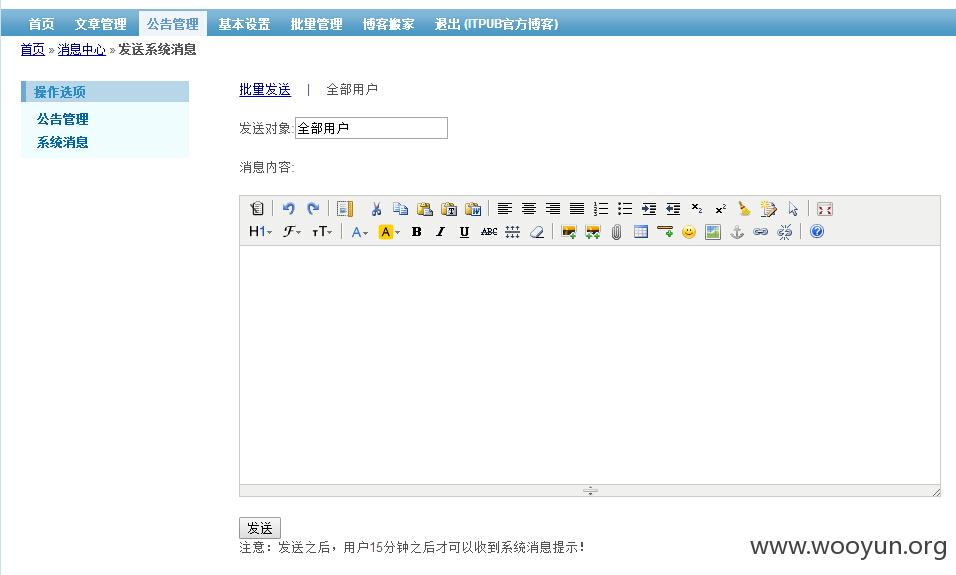 首页 文章管理 公告管理 基本设置 批量管理 博客搬家 退出 (ITPUB官方博客)
首页 » 消息中心 » 发送系统消息
操作选项
公告管理
系统消息
批量发送 | 全部用户
发送对象: 全部用户
消息内容:
H1 F TT A A B I U ABC
发送
注意：发送之后，用户15分钟之后才可以收到系统消息提示！
www.wooyun.org